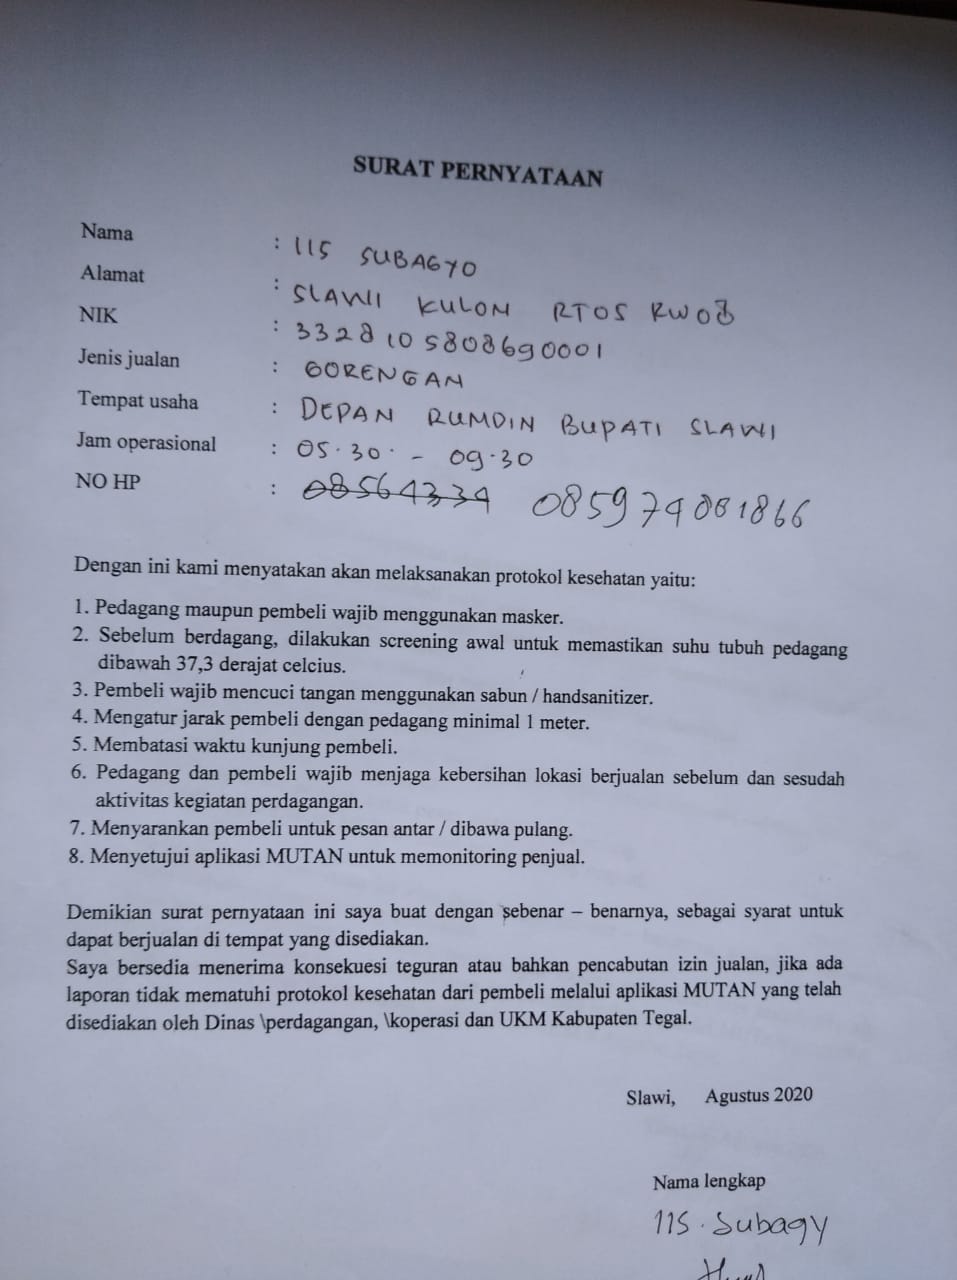 SURAT PERNYATAAN
Nama : IIS SUBAGYO
Alamat : SLAWI KULON RT05 RW03
NIK : 3328105808690001
Jenis jualan : GORENGAN
Tempat usaha : DEPAN RUMDIN BUPATI SLAWI
Jam operasional : 05.30 - 09.30
NO HP : 08564334 085974081866
Dengan ini kami menyatakan akan melaksanakan protokol kesehatan yaitu:
1. Pedagang maupun pembeli wajib menggunakan masker.
2. Sebelum berdagang, dilakukan screening awal untuk memastikan suhu tubuh pedagang
dibawah 37,3 derajat celcius.
3. Pembeli wajib mencuci tangan menggunakan sabun / handsanitizer.
4. Mengatur jarak pembeli dengan pedagang minimal 1 meter.
5. Membatasi waktu kunjung pembeli.
6. Pedagang dan pembeli wajib menjaga kebersihan lokasi berjualan sebelum dan sesudah
aktivitas kegiatan perdagangan.
7. Menyarankan pembeli untuk pesan antar / dibawa pulang.
8. Menyetujui aplikasi MUTAN untuk memonitoring penjual.
Demikian surat pernyataan ini saya buat dengan sebenar – benarnya, sebagai syarat untuk
dapat berjualan di tempat yang disediakan.
Saya bersedia menerima konsekuesi teguran atau bahkan pencabutan izin jualan, jika ada
laporan tidak mematuhi protokol kesehatan dari pembeli melalui aplikasi MUTAN yang telah
disediakan oleh Dinas \perdagangan, \koperasi dan UKM Kabupaten Tegal.
Slawi, Agustus 2020
Nama lengkap
IIS. Subagy